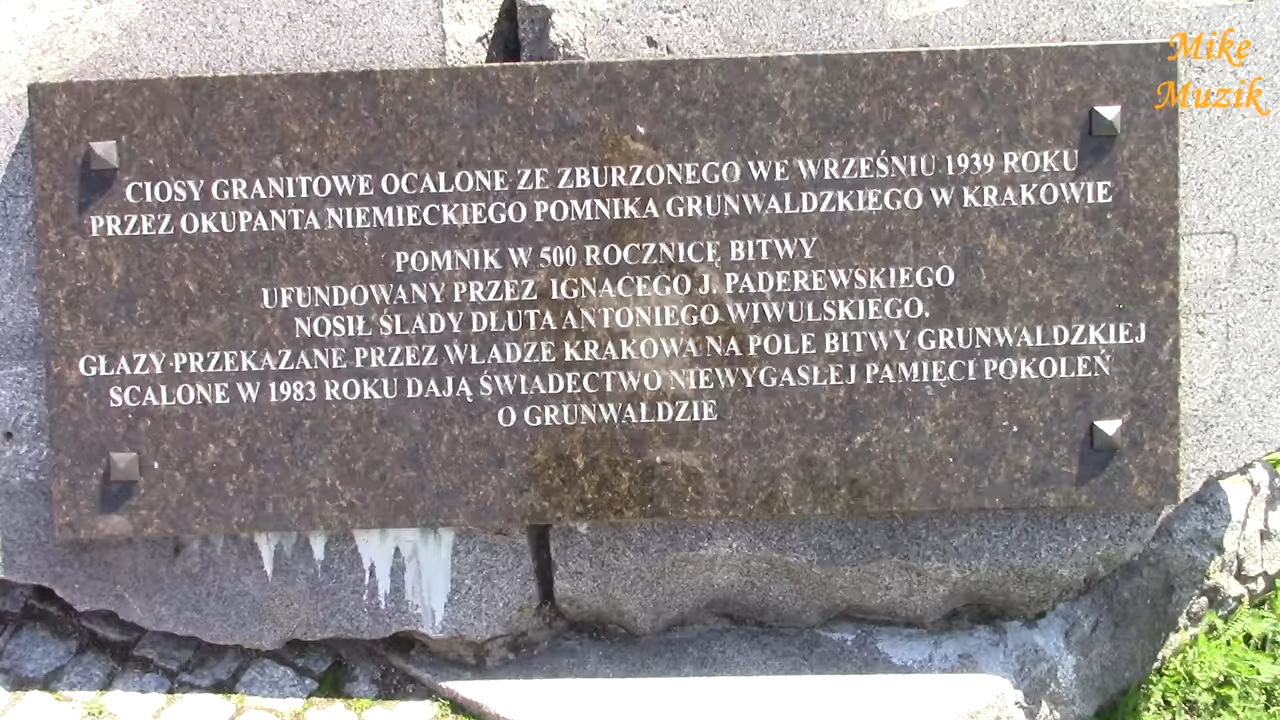 CIOSY GRANITOWE OCALONE ZE ZBURZONEGO WE WRZEŚNIU 1939 ROKU
PRZEZ OKUPANTA NIEMIECKIEGO POMNIKA GRUNWALDZKIEGO W KRAKOWIE
POMNIK W 500 ROCZNICĘ BITWY
UFUNDOWANY PRZEZ IGNACEGO J. PADEREWSKIEGO
NOSIŁ ŚLADY DŁUTA ANTONIEGO WIWULSKIEGO.
GŁAZY PRZEKAZANE PRZEZ WŁADZE KRAKOWA NA POLE BITWY GRUNWALDZKIEJ
SCALONE W 1983 ROKU DAJĄ ŚWIADECTWO NIEWYGASŁEJ PAMIĘCI POKOLEŃ
O GRUNWALDZIE
Mike
Muzik